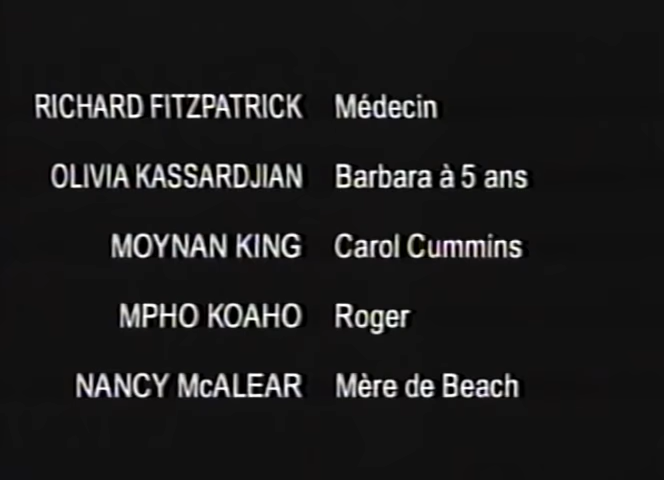 RICHARD FITZPATRICK Médecin
OLIVIA KASSARDJIAN Barbara à 5 ans
MOYNAN KING Carol Cummins
MPHO KOAHO Roger
NANCY McALEAR Mère de Beach